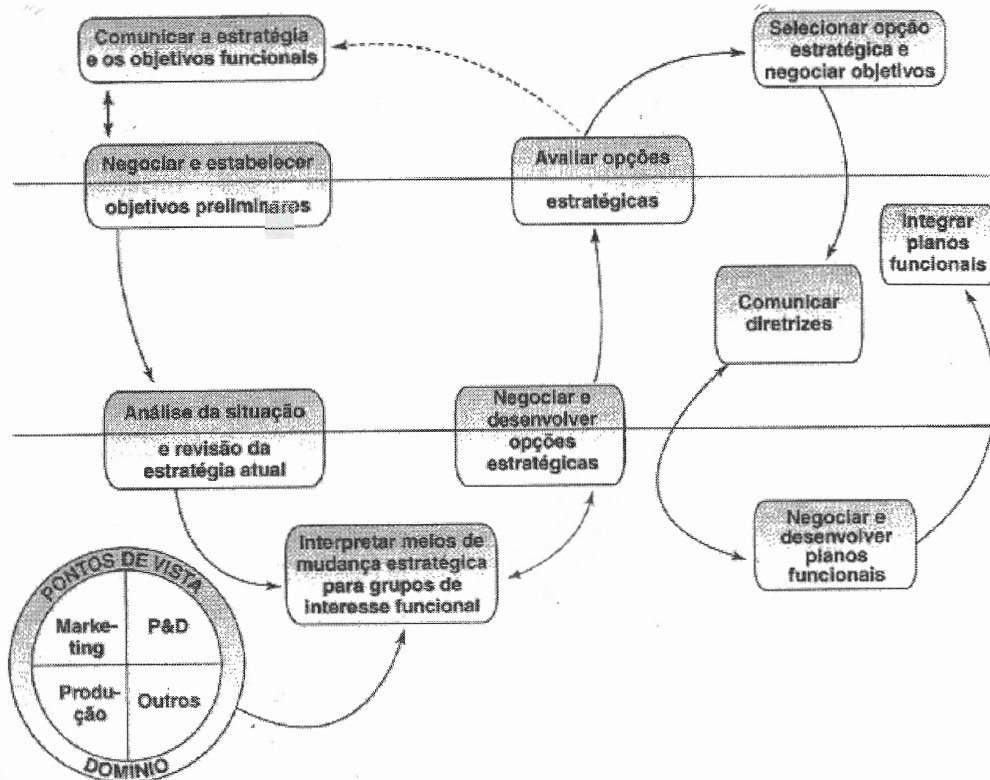 Comunicar a estratégia
e os objetivos funcionais
Selecionar opção
estratégica e
negociar objetivos
Negociar e estabelecer
objetivos preliminares
Avaliar opções
estratégicas
Integrar
planos
funcionais
Comunicar
diretrizes
Análise da situação
e revisão da
estratégia atual
Negociar e
desenvolver
opções
estratégicas
Interpretar meios de
mudança estratégica
para grupos de
interesse funcional
Negociar e
desenvolver
planos
funcionais
PONTOS DE VISTA
Marke-
ting
P&D
Produ-
ção
Outros
DOMÍNIO